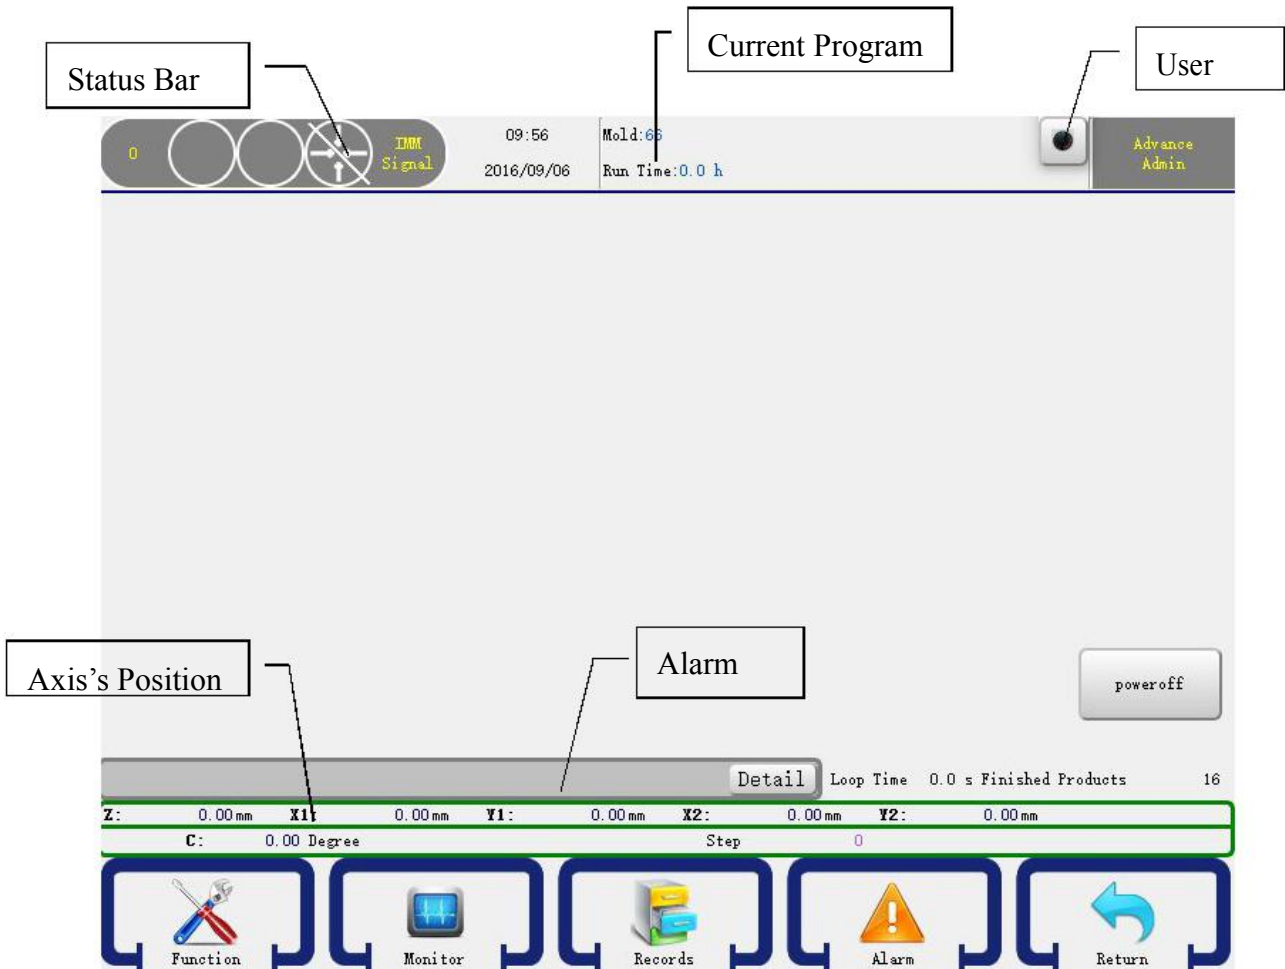 Current Program
User
Status Bar
0
IMM
Signal
09:56
2016/09/06
Mold:66
Run Time:0.0 h
Advance
Admin
Axis’s Position
Alarm
poweroff
Detail
Loop Time 0.0 s Finished Products 16
Z: 0.00mm X1: 0.00mm Y1: 0.00mm X2: 0.00mm Y2: 0.00mm
C: 0.00 Degree Step 0
Function
Monitor
Records
Alarm
Return